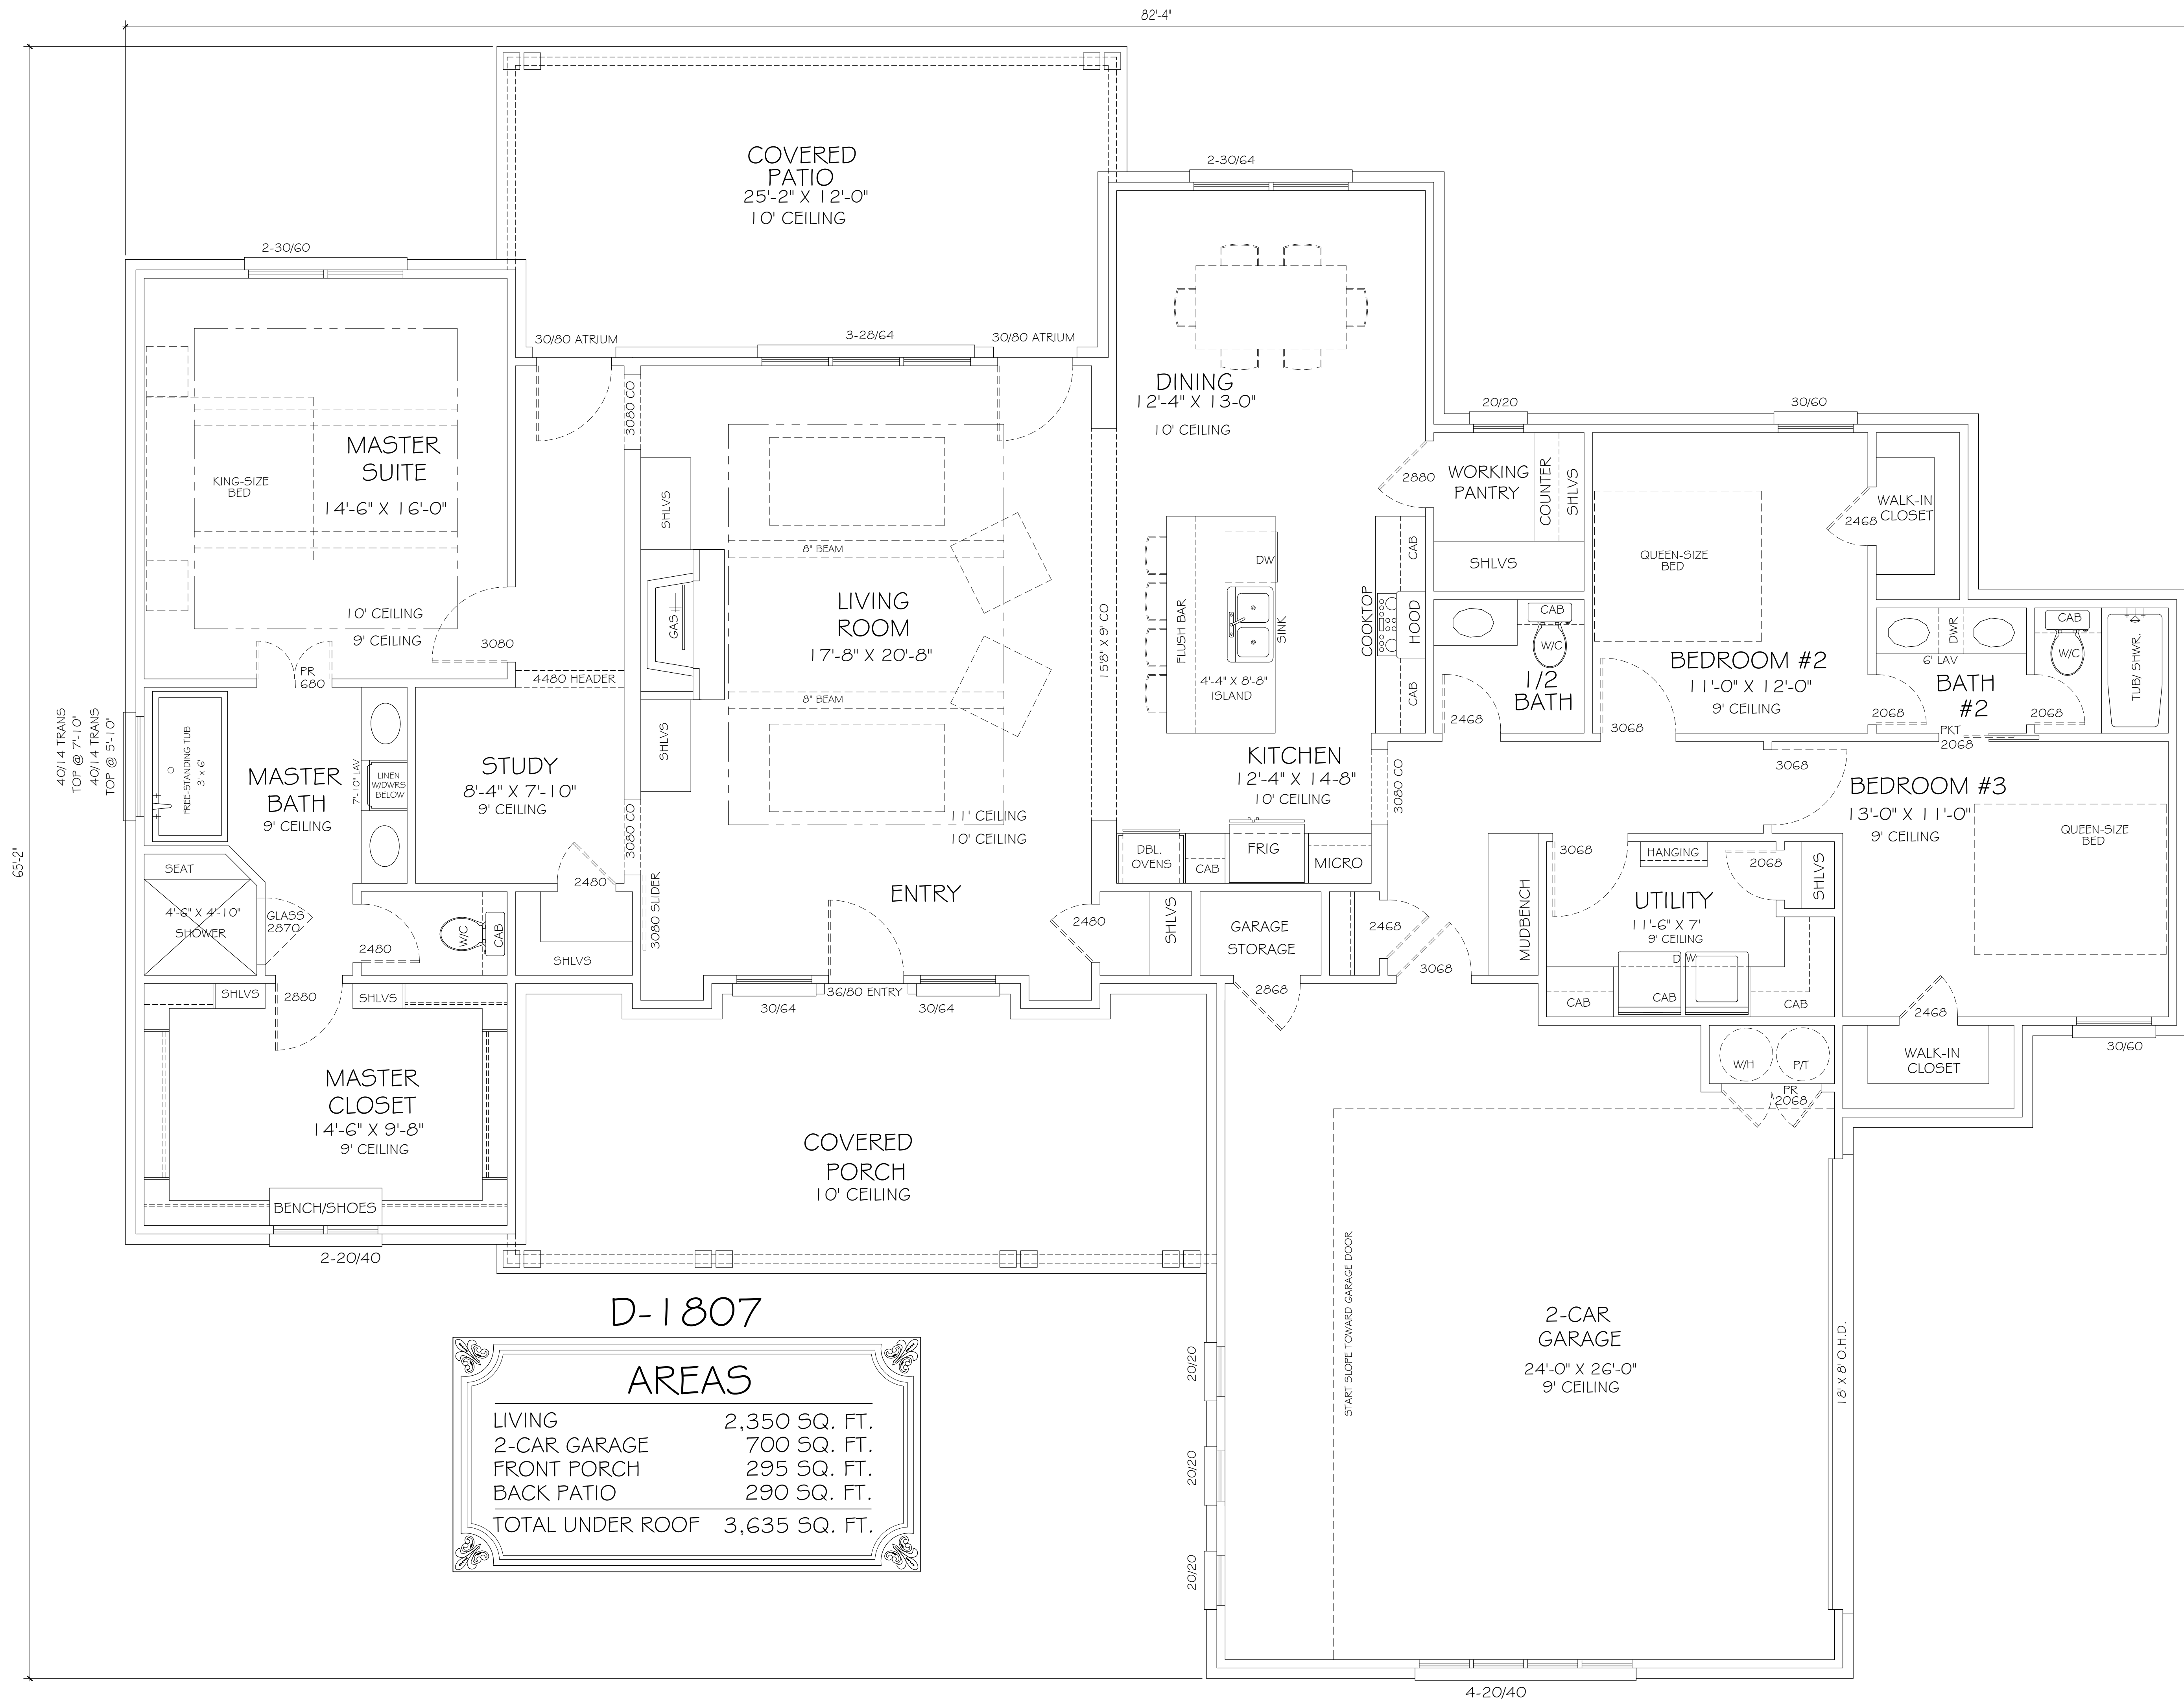 82'-4"
65'-2"
COVERED
PATIO
25'-2" X 12'-0"
10' CEILING
2-30/64
2-30/60
30/80 ATRIUM
3-28/64
30/80 ATRIUM
3080 CO
DINING
12'-4" X 13-0"
10' CEILING
20/20
30/60
MASTER
SUITE
14'-6" X 16'-0"
KING-SIZE
BED
10' CEILING
9' CEILING
3080
PR
1680
4480 HEADER
SHLVS
GAS
SHLVS
8" BEAM
LIVING
ROOM
17'-8" X 20'-8"
8" BEAM
11' CEILING
10' CEILING
15'8" X 9' CO
FLUSH BAR
DW
SINK
4'-4" X 8'-8"
ISLAND
COOKTOP
CAB
HOOD
CAB
KITCHEN
12'-4" X 14-8"
10' CEILING
3080 CO
2880
WORKING
PANTRY
COUNTER
SHLVS
SHLVS
CAB
W/C
1/2
BATH
2468
QUEEN-SIZE
BED
BEDROOM #2
11'-0" X 12'-0"
9' CEILING
3068
2468
WALK-IN
CLOSET
DWR
6' LAV
BATH
#2
2068
2068
PKT
2068
CAB
W/C
TUB/ SHWR.
3068
BEDROOM #3
13'-0" X 11'-0"
9' CEILING
QUEEN-SIZE
BED
40/14 TRANS
TOP @ 7'-10"
40/14 TRANS
TOP @ 5'-10"
FREE-STANDING TUB
3' x 6'
MASTER
BATH
9' CEILING
7'-10" LAV
LINEN
W/DWRS
BELOW
STUDY
8'-4" X 7'-10"
9' CEILING
3080 CO
3080 SLIDER
2480
SHLVS
SEAT
4'-6" X 4'-10"
SHOWER
GLASS
2870
2480
W/C
CAB
ENTRY
2480
SHLVS
DBL.
OVENS
CAB
FRIG
MICRO
GARAGE
STORAGE
2868
2468
3068
MUDBENCH
3068
HANGING
2068
SHLVS
UTILITY
11'-6" X 7'
9' CEILING
D W
CAB
CAB
CAB
2468
WALK-IN
CLOSET
30/60
W/H
P/T
PR
2068
SHLVS
2880
SHLVS
MASTER
CLOSET
14'-6" X 9'-8"
9' CEILING
BENCH/SHOES
2-20/40
30/64
36/80 ENTRY
30/64
COVERED
PORCH
10' CEILING
START SLOPE TOWARD GARAGE DOOR
2-CAR
GARAGE
24'-0" X 26'-0"
9' CEILING
18' X 8' O.H.D.
20/20
20/20
20/20
4-20/40
D-1807
AREAS
LIVING 2,350 SQ. FT.
2-CAR GARAGE 700 SQ. FT.
FRONT PORCH 295 SQ. FT.
BACK PATIO 290 SQ. FT.
TOTAL UNDER ROOF 3,635 SQ. FT.